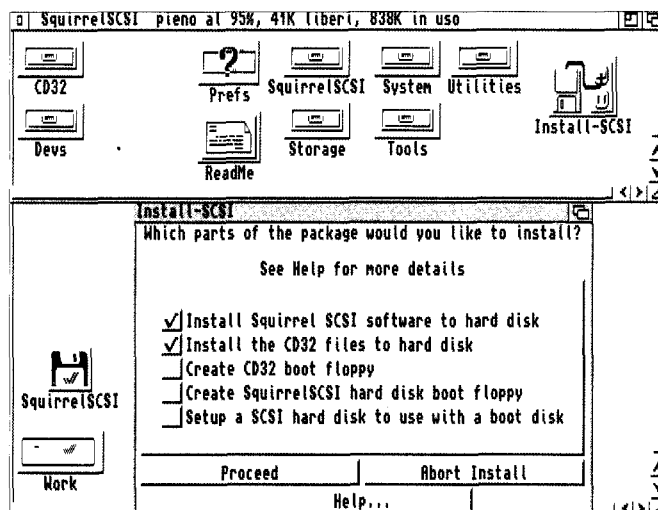 SquirrelSCSI pieno al 95%, 41K liberi, 838K in uso
CD32
Prefs
SquirrelSCSI
System
Utilities
Install-SCSI
Devs
ReadMe
Storage
Tools
Install-SCSI
Which parts of the package would you like to install?
See Help for more details
Install Squirrel SCSI software to hard disk
Install the CD32 files to hard disk
Create CD32 boot floppy
Create SquirrelSCSI hard disk boot floppy
Setup a SCSI hard disk to use with a boot disk
SquirrelSCSI
Work
Proceed
Abort Install
Help...